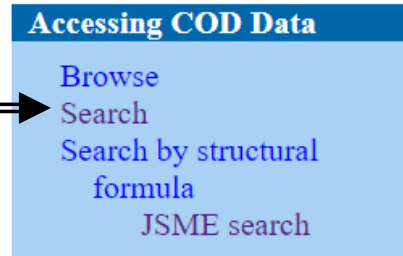 Accessing COD Data
Browse
Search
Search by structural
formula
JSME search